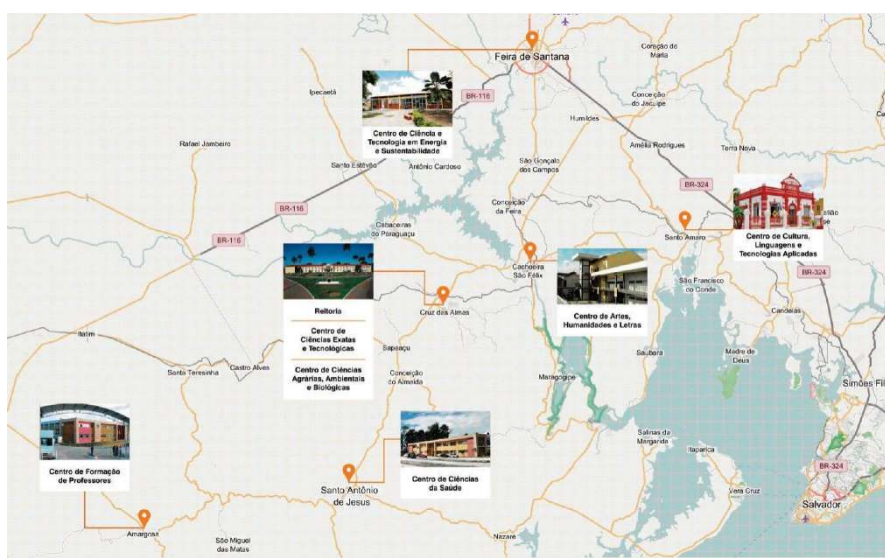 Feira de Santana
Coração de
Maria
Ipecaetá
BR-116
Conceição
do Jacuipe
Humildes
Centro de Ciência e
Tecnologia em Energia
e Sustentabilidade
Rafael Jambeiro
Amélia Rodrigues
Terra Nova
Santo Estêvão
Antônio Cardoso
São Gonçalo
dos Campos
BR-324
BR-116
Conceição
da Feira
BR-116
Cabaceiras
do Paraguaçu
Santo Amaro
Centro de Cultura,
Linguagens e
Tecnologias Aplicadas
Cachoeira
São Félix
BR-324
São Francisco
do Conde
Reitoria
Centro de
Ciências Exatas
e Tecnológicas
Centro de Ciências
Agrárias, Ambientais
e Biológicas
Cruz das Almas
Centro de Artes,
Humanidades e Letras
Candeias
Itatim
Sapeaçu
Saubara
Madre de
Deus
Santa Teresinha
Castro Alves
Conceição
do Almeida
Maragogipe
Simões Fil
Centro de Formação
de Professores
Centro de Ciências
da Saúde
Salinas da
Margarida
Itaparica
BR-324
Santo Antônio
de Jesus
Vera Cruz
Salvador
Amargosa
São Miguel
das Matas
Nazaré